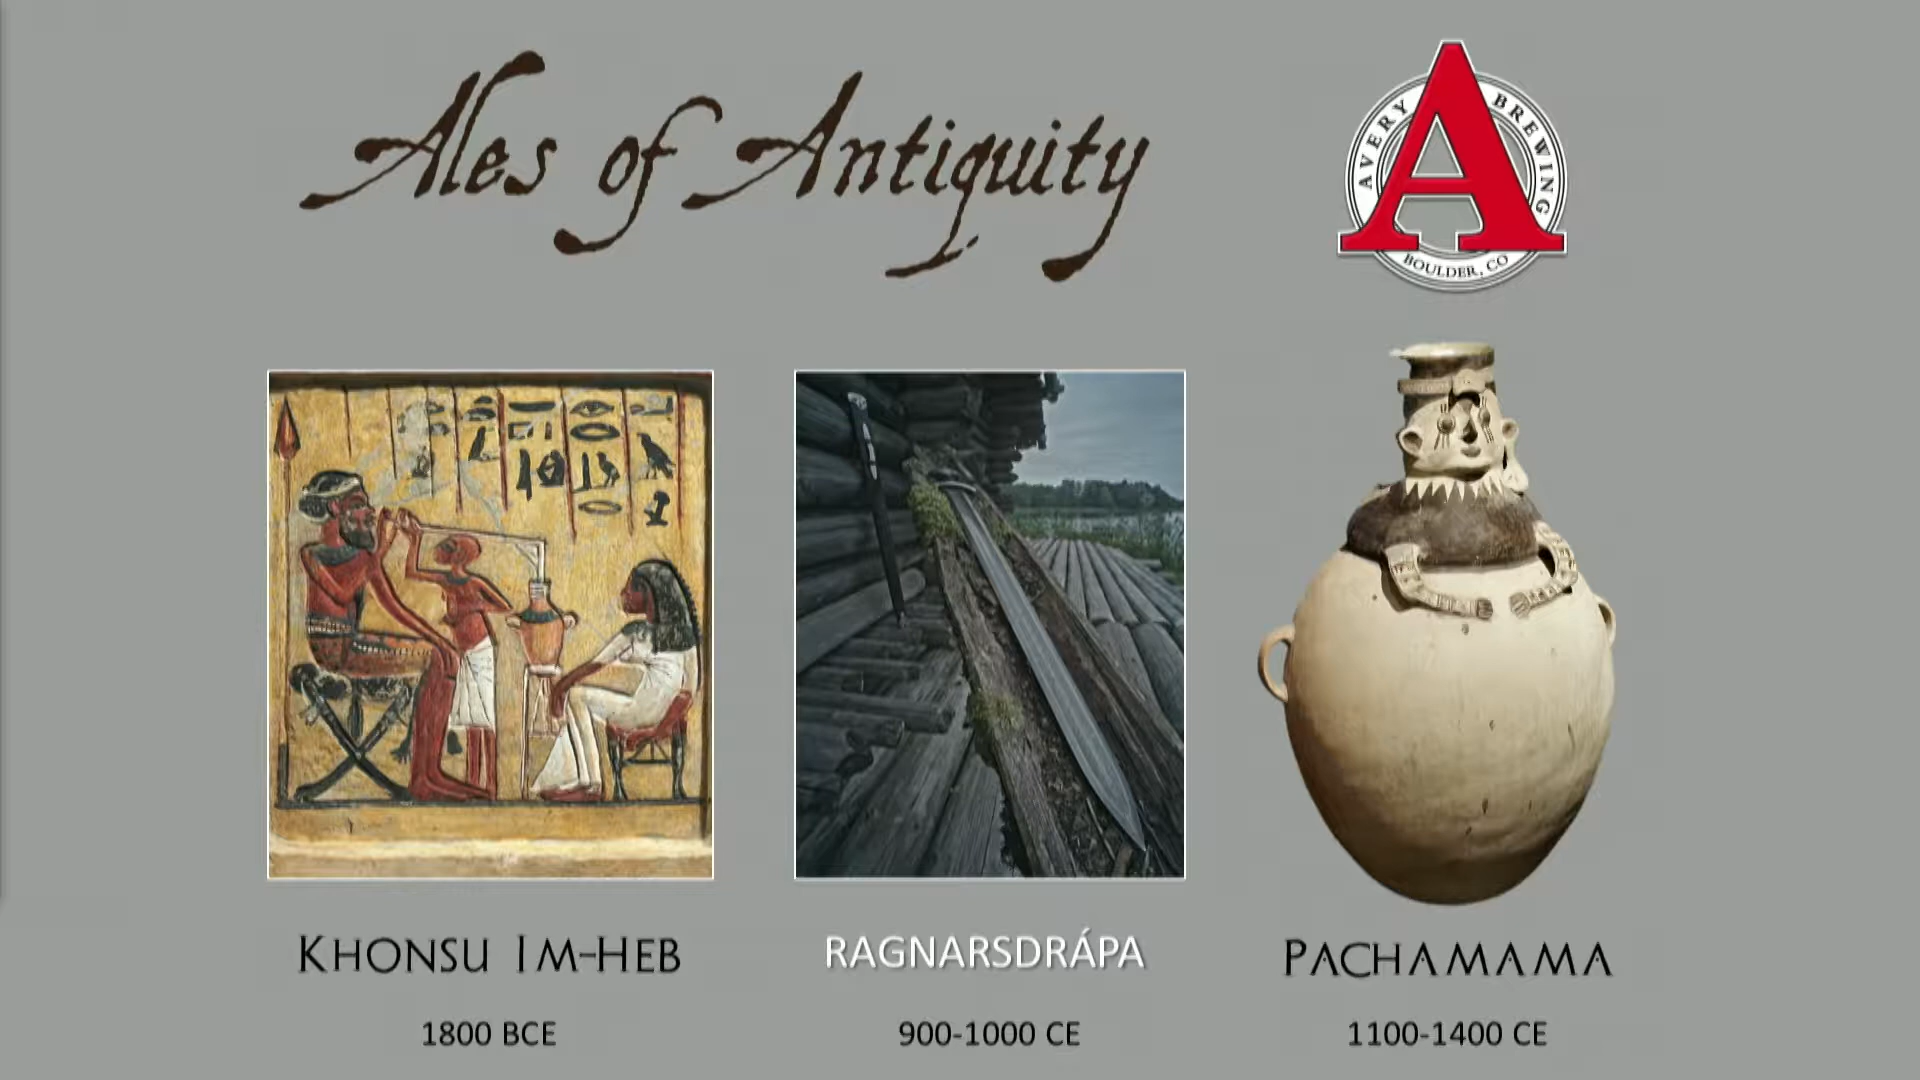 Ales of Antiquity
AVERY BREWING
BOULDER, CO
A
KHONSU IM-HEB
RAGNARSDRÁPA
PACHAMAMA
1800 BCE
900-1000 CE
1100-1400 CE